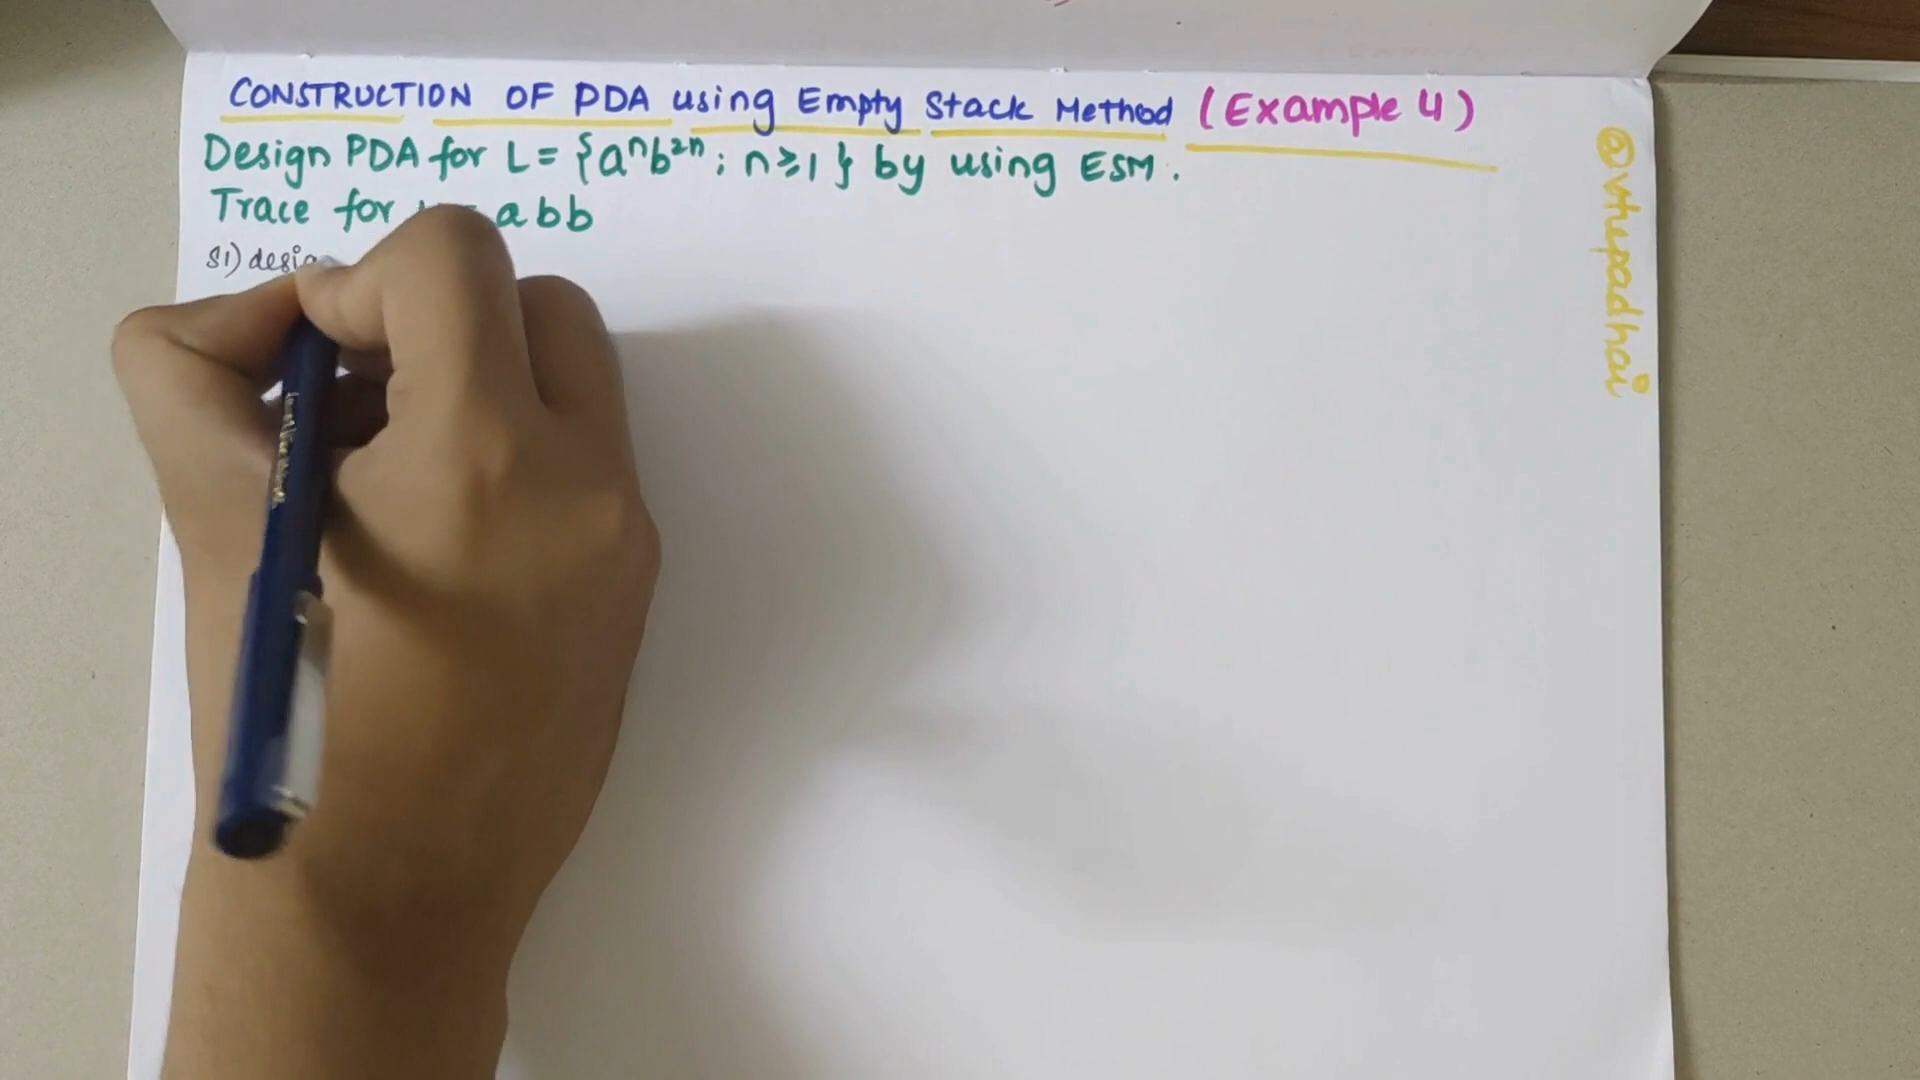 CONSTRUCTION OF PDA using Empty Stack Method (Example 4)
Design PDA for L = {aⁿb²ⁿ ; n≥1 } by using ESM.
Trace for abb
S1) desig
@vthepadhai